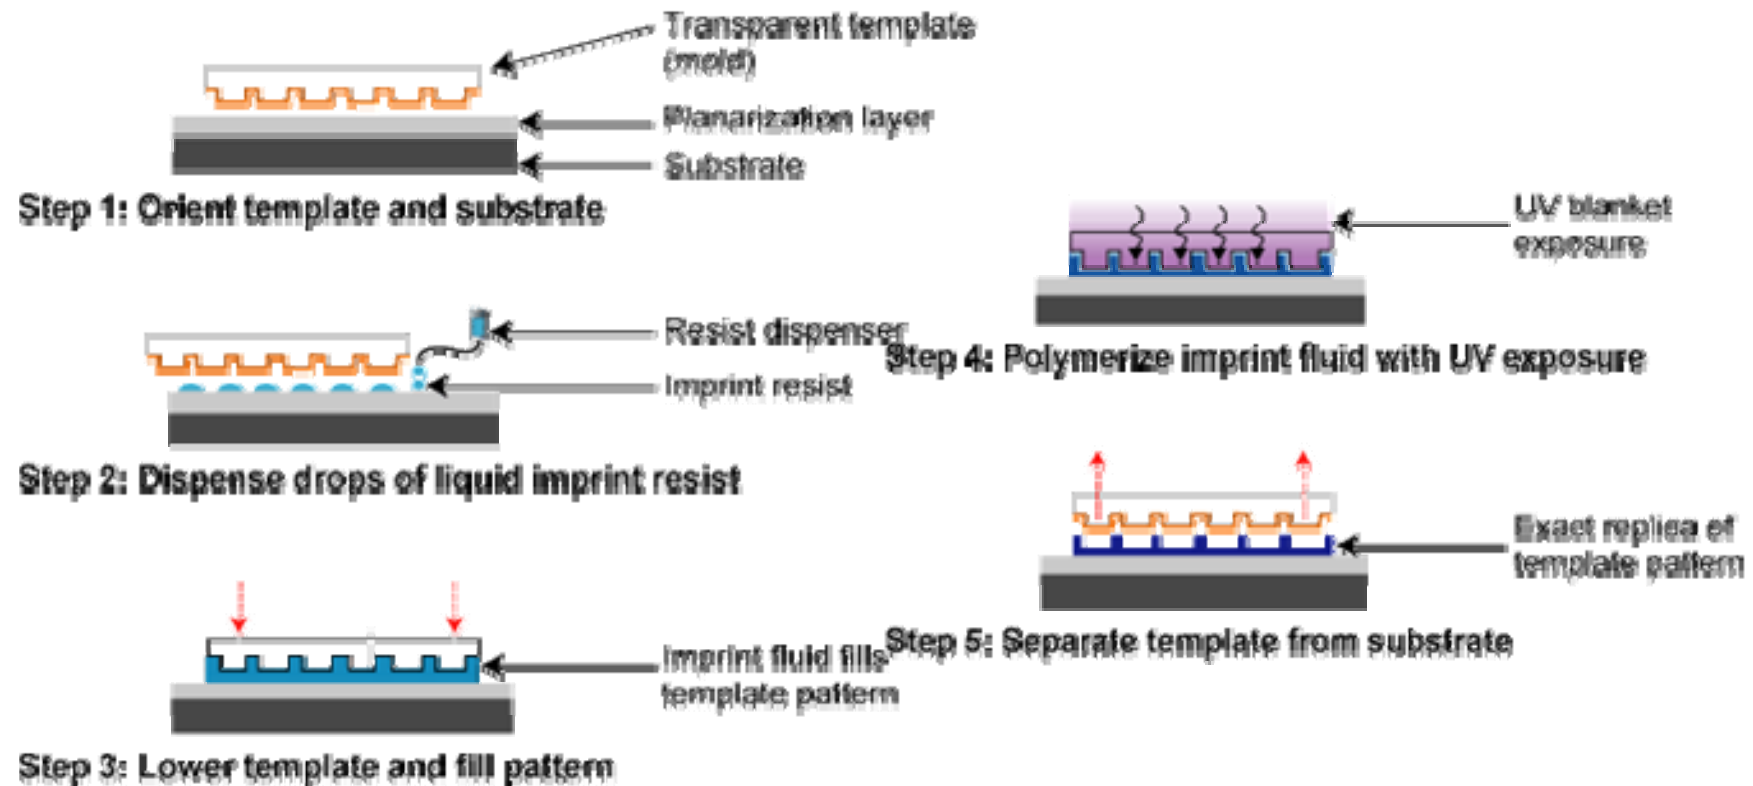 Transparent template
(mold)
Planarization layer
Substrate
Step 1: Orient template and substrate
Resist dispenser
Imprint resist
Step 2: Dispense drops of liquid imprint resist
Imprint fluid fills
template pattern
Step 3: Lower template and fill pattern
UV blanket
exposure
Step 4: Polymerize imprint fluid with UV exposure
Exact replica of
template pattern
Step 5: Separate template from substrate